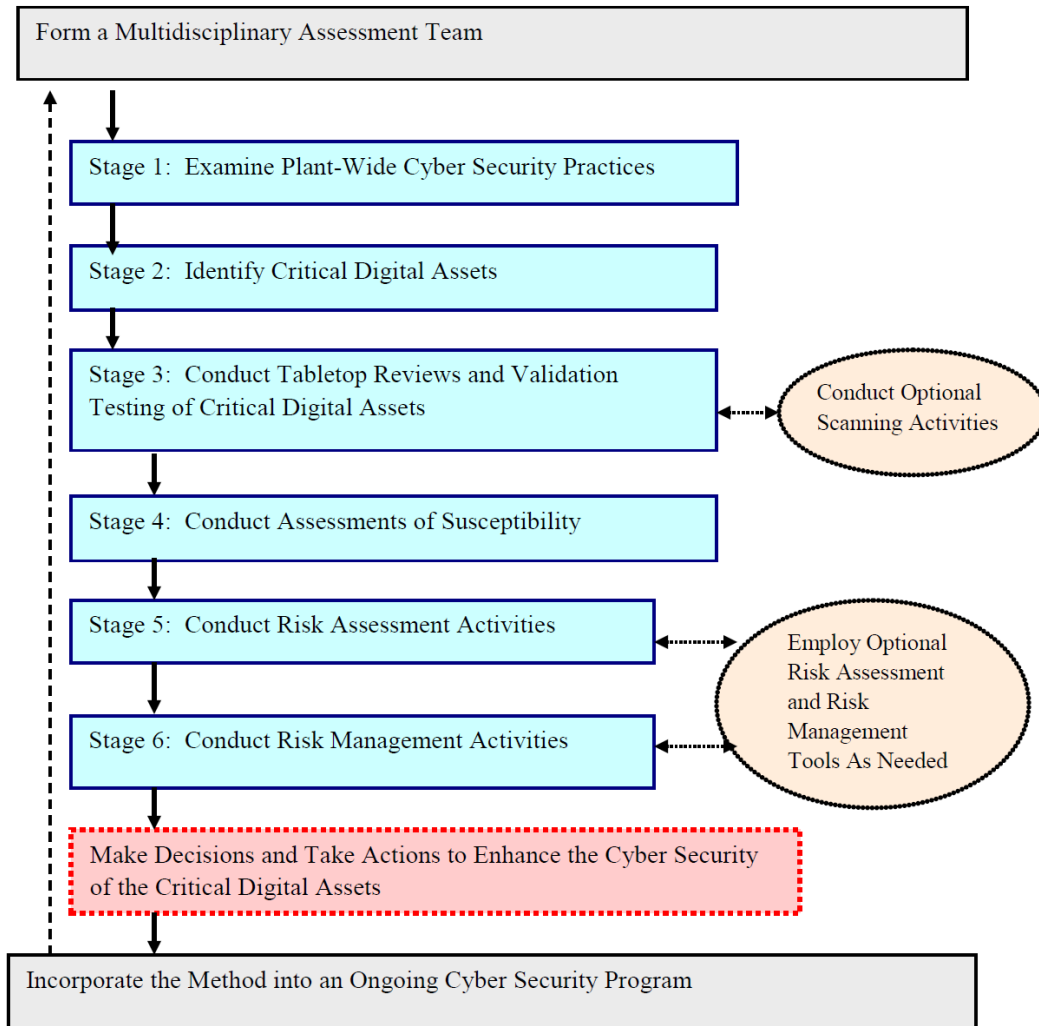 Form a Multidisciplinary Assessment Team
Stage 1: Examine Plant-Wide Cyber Security Practices
Stage 2: Identify Critical Digital Assets
Stage 3: Conduct Tabletop Reviews and Validation
Testing of Critical Digital Assets
Conduct Optional
Scanning Activities
Stage 4: Conduct Assessments of Susceptibility
Stage 5: Conduct Risk Assessment Activities
Stage 6: Conduct Risk Management Activities
Employ Optional
Risk Assessment
and Risk
Management
Tools As Needed
Make Decisions and Take Actions to Enhance the Cyber Security
of the Critical Digital Assets
Incorporate the Method into an Ongoing Cyber Security Program